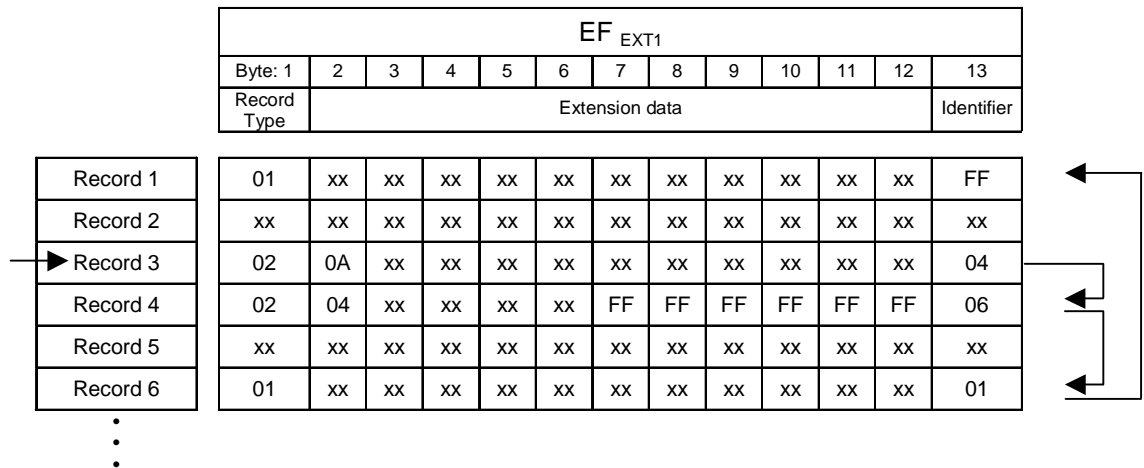 EF EXT1
Byte: 1 2 3 4 5 6 7 8 9 10 11 12 13
Record Type Extension data Identifier
Record 1 01 xx xx xx xx xx xx xx xx xx xx xx FF
Record 2 xx xx xx xx xx xx xx xx xx xx xx xx xx
Record 3 02 0A xx xx xx xx xx xx xx xx xx xx 04
Record 4 02 04 xx xx xx xx FF FF FF FF FF FF 06
Record 5 xx xx xx xx xx xx xx xx xx xx xx xx xx
Record 6 01 xx xx xx xx xx xx xx xx xx xx xx 01